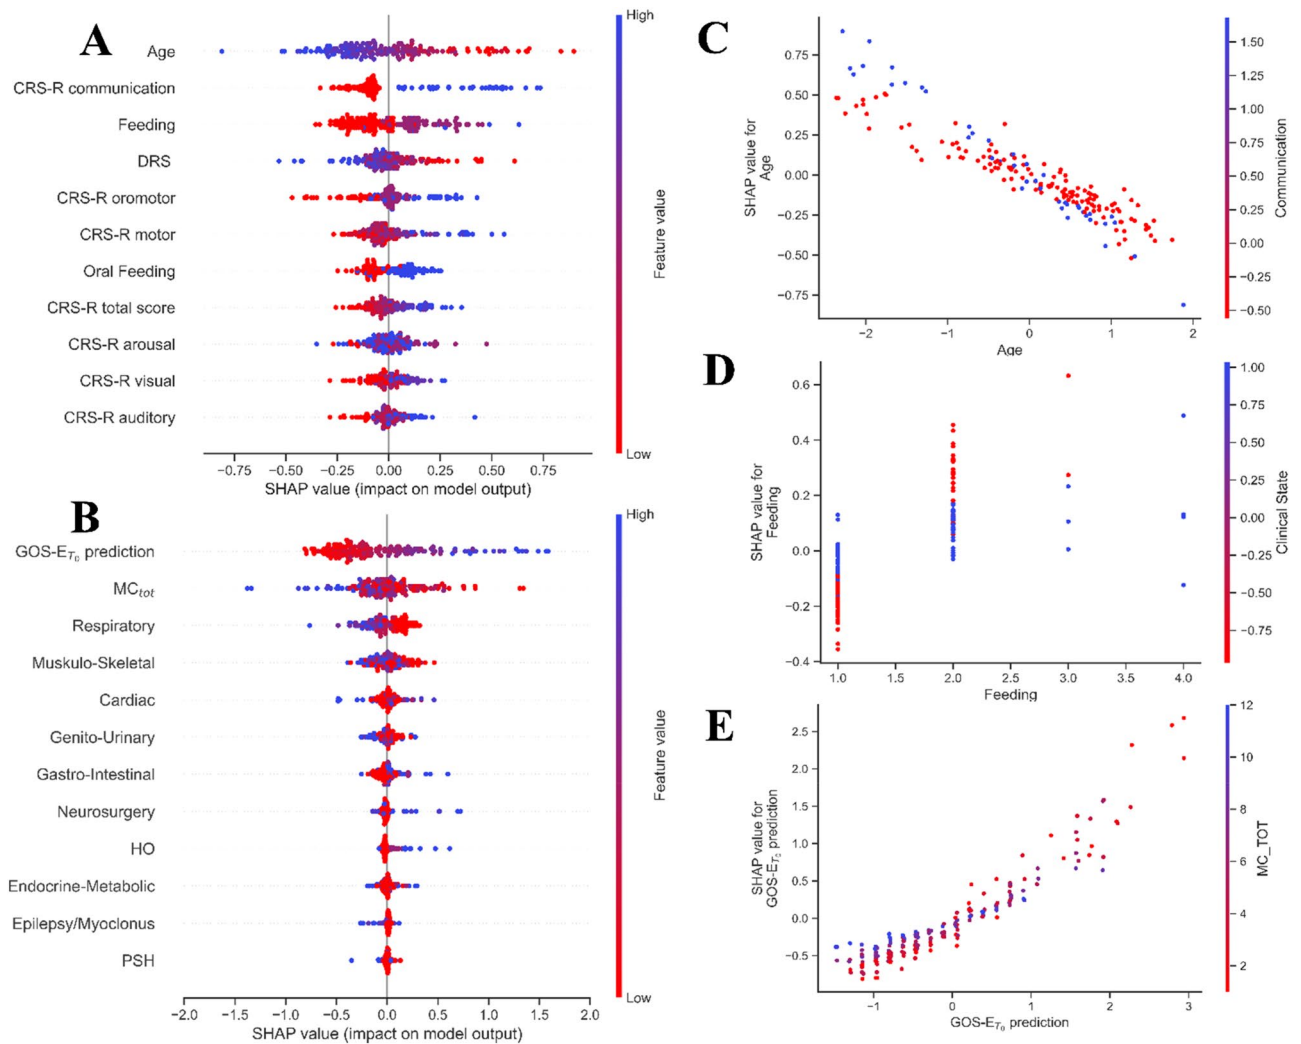 A
High
Age
CRS-R communication
Feeding
DRS
CRS-R oromotor
CRS-R motor
Oral Feeding
CRS-R total score
CRS-R arousal
CRS-R visual
CRS-R auditory
Feature value
Low
−0.75 −0.50 −0.25 0.00 0.25 0.50 0.75
SHAP value (impact on model output)
B
High
GOS-E_T₀ prediction
MC_tot
Respiratory
Muskulo-Skeletal
Cardiac
Genito-Urinary
Gastro-Intestinal
Neurosurgery
HO
Endocrine-Metabolic
Epilepsy/Myoclonus
PSH
Feature value
Low
−2.0 −1.5 −1.0 −0.5 0.0 0.5 1.0 1.5 2.0
SHAP value (impact on model output)
C
SHAP value for
Age
0.75
0.50
0.25
0.00
−0.25
−0.50
−0.75
−2 −1 0 1 2
Age
1.50
1.25
1.00
0.75
0.50
0.25
0.00
−0.25
−0.50
Communication
D
SHAP value for
Feeding
0.6
0.4
0.2
0.0
−0.2
−0.4
1.0 1.5 2.0 2.5 3.0 3.5 4.0
Feeding
1.00
0.75
0.50
0.25
0.00
−0.25
−0.50
−0.75
Clinical State
E
SHAP value for
GOS-E_T₀ prediction
2.5
2.0
1.5
1.0
0.5
0.0
−0.5
−1 0 1 2 3
GOS-E_T₀ prediction
12
10
8
6
4
2
MC_TOT